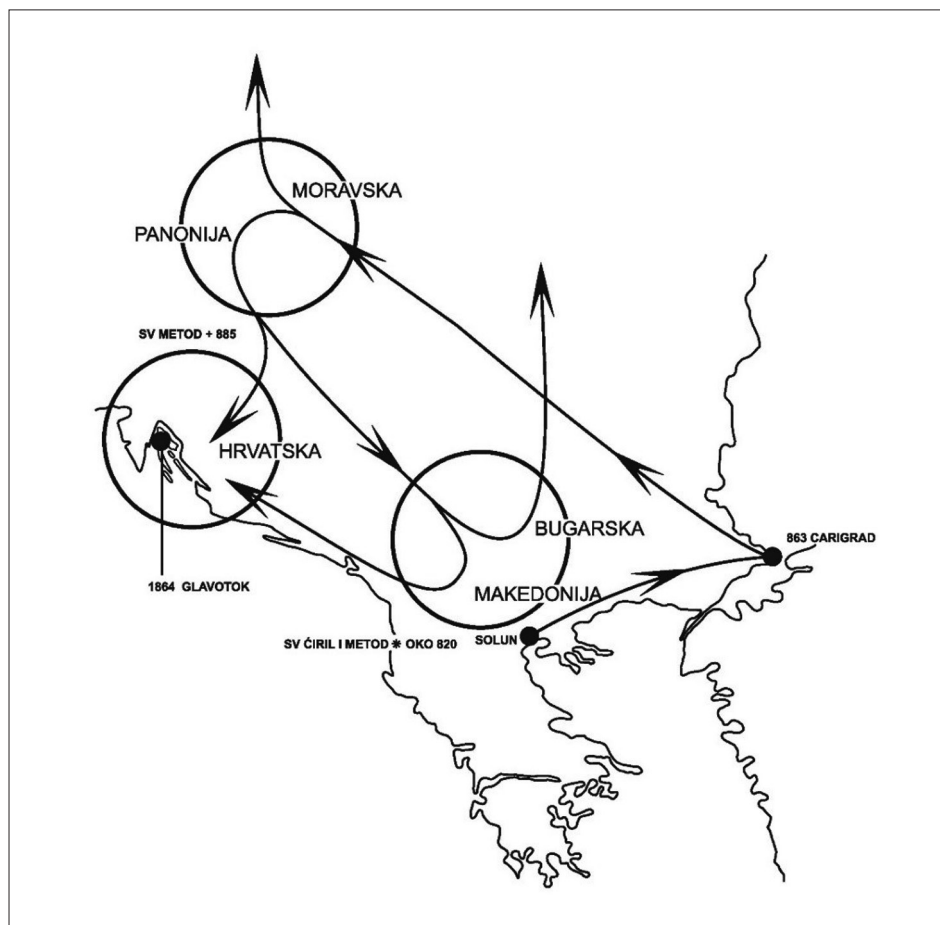 MORAVSKA
PANONIJA
SV METOD + 885
HRVATSKA
BUGARSKA
863 CARIGRAD
1864 GLAVOTOK
MAKEDONIJA
SV ĆIRIL I METOD ✷ OKO 820
SOLUN